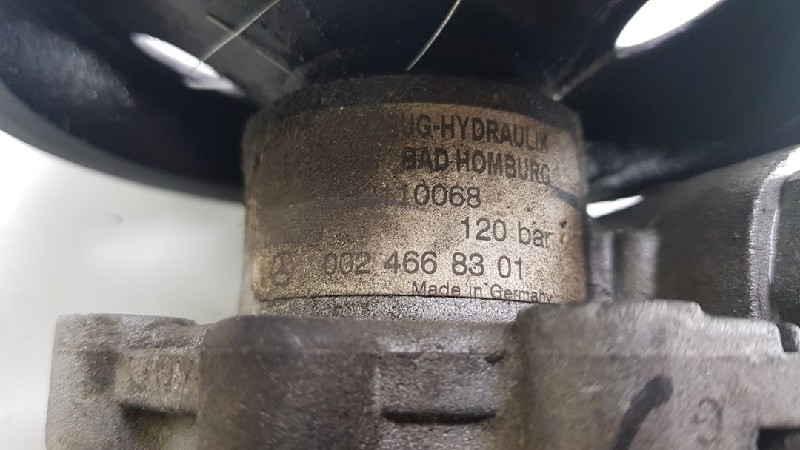 UG-HYDRAULIK
BAD HOMBURG
10068
120 bar
002 466 83 01
Made in Germany